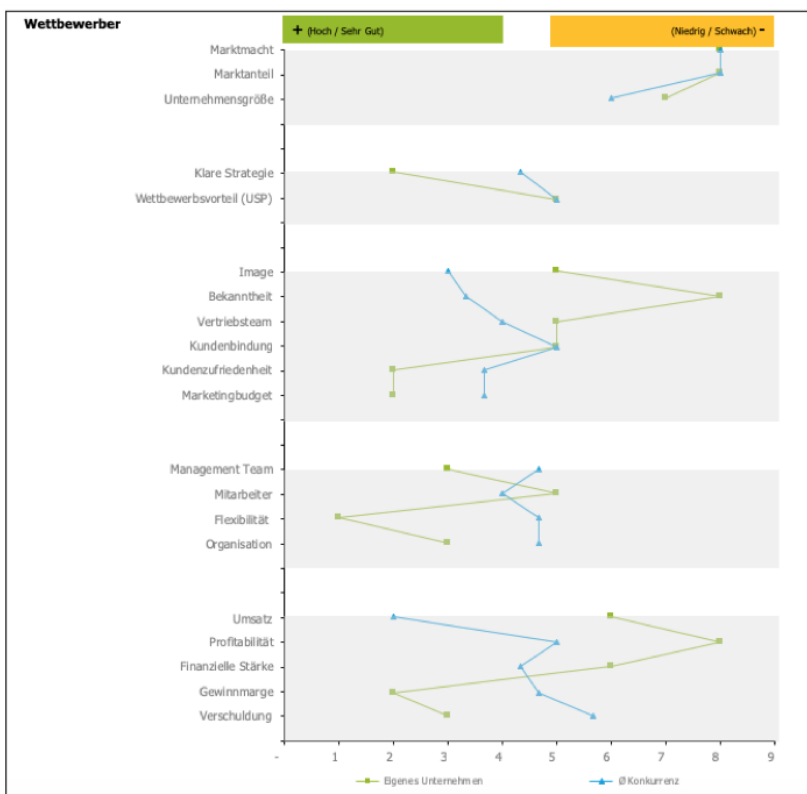 Wettbewerber
+ (Hoch / Sehr Gut)
(Niedrig / Schwach) -
Marktmacht
Marktanteil
Unternehmensgröße
Klare Strategie
Wettbewerbsvorteil (USP)
Image
Bekanntheit
Vertriebsteam
Kundenbindung
Kundenzufriedenheit
Marketingbudget
Management Team
Mitarbeiter
Flexibilität
Organisation
Umsatz
Profitabilität
Finanzielle Stärke
Gewinnmarge
Verschuldung
- 1 2 3 4 5 6 7 8 9
Eigenes Unternehmen
Ø Konkurrenz